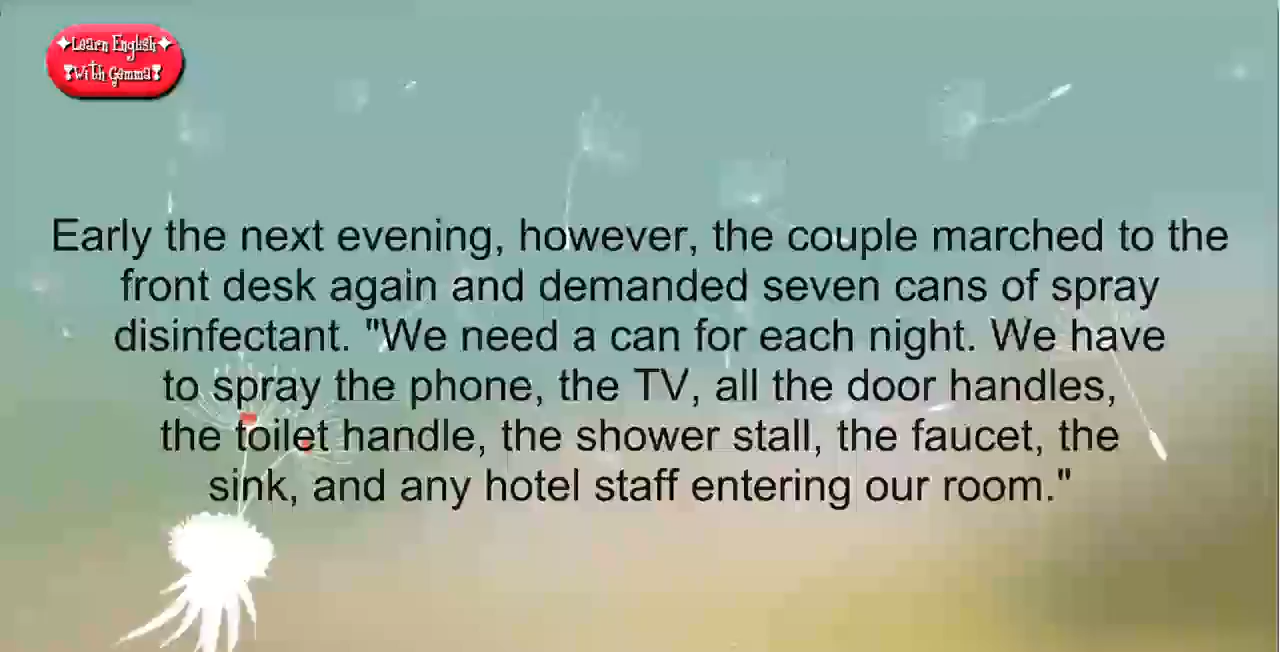 ✦Learn English✦
❣With Gamma❣
Early the next evening, however, the couple marched to the
front desk again and demanded seven cans of spray
disinfectant. "We need a can for each night. We have
to spray the phone, the TV, all the door handles,
the toilet handle, the shower stall, the faucet, the
sink, and any hotel staff entering our room."